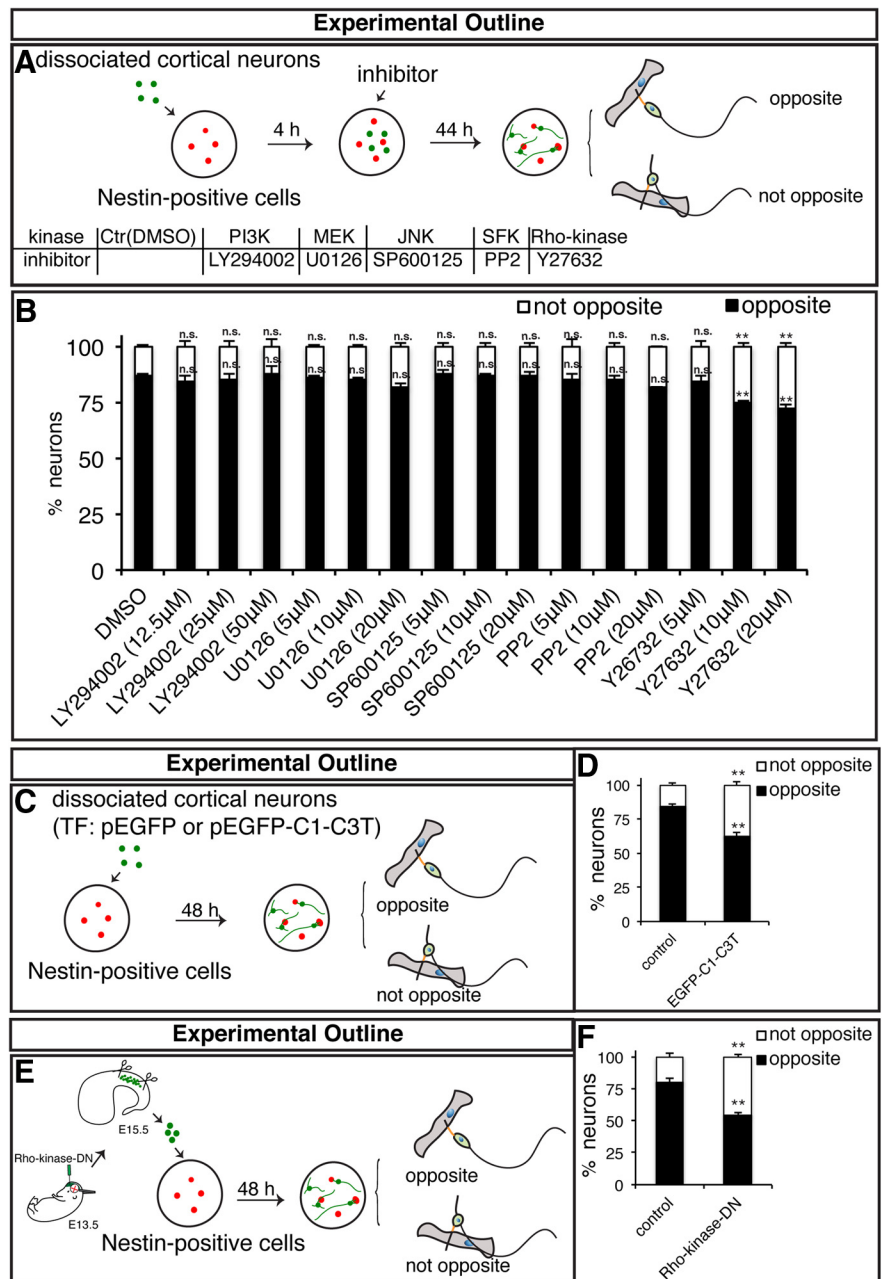 Experimental Outline
A
dissociated cortical neurons
inhibitor
4 h
44 h
opposite
not opposite
Nestin-positive cells
kinase Ctr(DMSO) PI3K MEK JNK SFK Rho-kinase
inhibitor LY294002 U0126 SP600125 PP2 Y27632
B
not opposite opposite
n.s. n.s. n.s. n.s. n.s. n.s. n.s. n.s. n.s. n.s. n.s. n.s. n.s. ** **
n.s. n.s. n.s. n.s. n.s. n.s. n.s. n.s. n.s. n.s. n.s. n.s. n.s. ** **
100
75
50
25
0
% neurons
DMSO
LY294002 (12.5µM)
LY294002 (25µM)
LY294002 (50µM)
U0126 (5µM)
U0126 (10µM)
U0126 (20µM)
SP600125 (5µM)
SP600125 (10µM)
SP600125 (20µM)
PP2 (5µM)
PP2 (10µM)
PP2 (20µM)
Y26732 (5µM)
Y27632 (10µM)
Y27632 (20µM)
Experimental Outline
C
dissociated cortical neurons
(TF: pEGFP or pEGFP-C1-C3T)
48 h
opposite
not opposite
Nestin-positive cells
D
not opposite
opposite
**
**
100
75
50
25
0
% neurons
control
EGFP-C1-C3T
Experimental Outline
E
E15.5
Rho-kinase-DN
E13.5
48 h
opposite
not opposite
Nestin-positive cells
F
not opposite
opposite
**
**
100
75
50
25
0
% neurons
control
Rho-kinase-DN